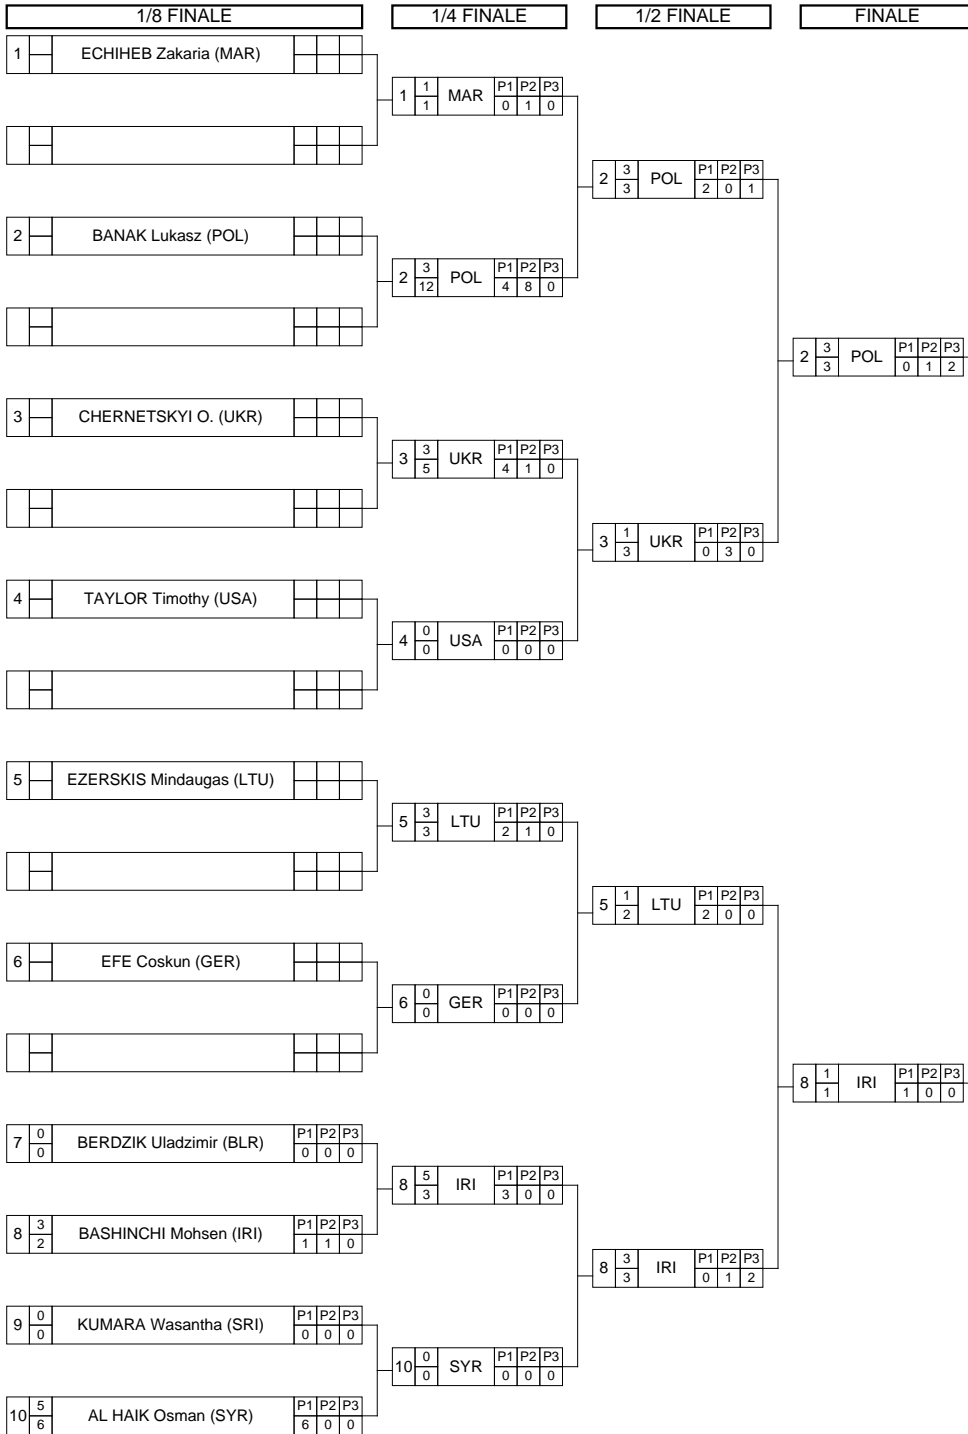 1/8 FINALE 1/4 FINALE 1/2 FINALE FINALE
1 ECHIHEB Zakaria (MAR)
1 1 MAR P1 P2 P3
1 0 1 0
2 3 POL P1 P2 P3
3 2 0 1
2 BANAK Lukasz (POL)
2 3 POL P1 P2 P3
12 4 8 0
2 3 POL P1 P2 P3
3 0 1 2
3 CHERNETSKYI O. (UKR)
3 3 UKR P1 P2 P3
5 4 1 0
3 1 UKR P1 P2 P3
3 0 3 0
4 TAYLOR Timothy (USA)
4 0 USA P1 P2 P3
0 0 0 0
5 EZERSKIS Mindaugas (LTU)
5 3 LTU P1 P2 P3
3 2 1 0
5 1 LTU P1 P2 P3
2 2 0 0
6 EFE Coskun (GER)
6 0 GER P1 P2 P3
0 0 0 0
8 1 IRI P1 P2 P3
1 1 0 0
7 0 BERDZIK Uladzimir (BLR) P1 P2 P3
0 0 0 0
8 5 IRI P1 P2 P3
3 3 0 0
8 3 BASHINCHI Mohsen (IRI) P1 P2 P3
2 1 1 0
8 3 IRI P1 P2 P3
3 0 1 2
9 0 KUMARA Wasantha (SRI) P1 P2 P3
0 0 0 0
10 0 SYR P1 P2 P3
0 0 0 0
10 5 AL HAIK Osman (SYR) P1 P2 P3
6 6 0 0